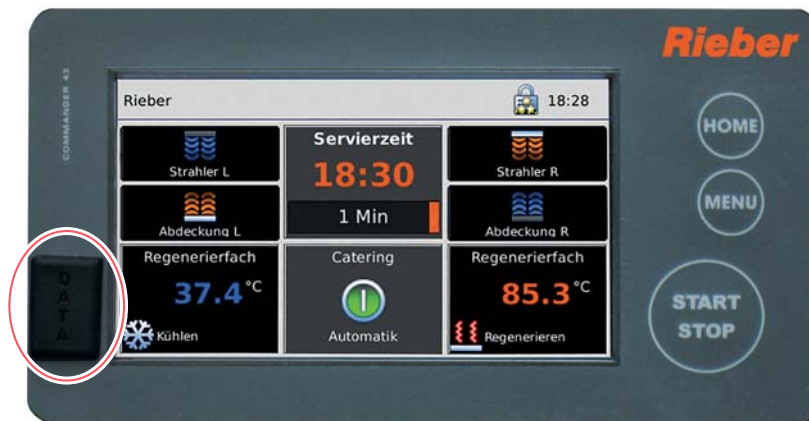 Rieber
COMMANDER 43
Rieber
18:28
HOME
MENU
START
STOP
DATA
Strahler L
Abdeckung L
Servierzeit
18:30
1 Min
Strahler R
Abdeckung R
Regenerierfach
37.4°C
Kühlen
Catering
Automatik
Regenerierfach
85.3°C
Regenerieren